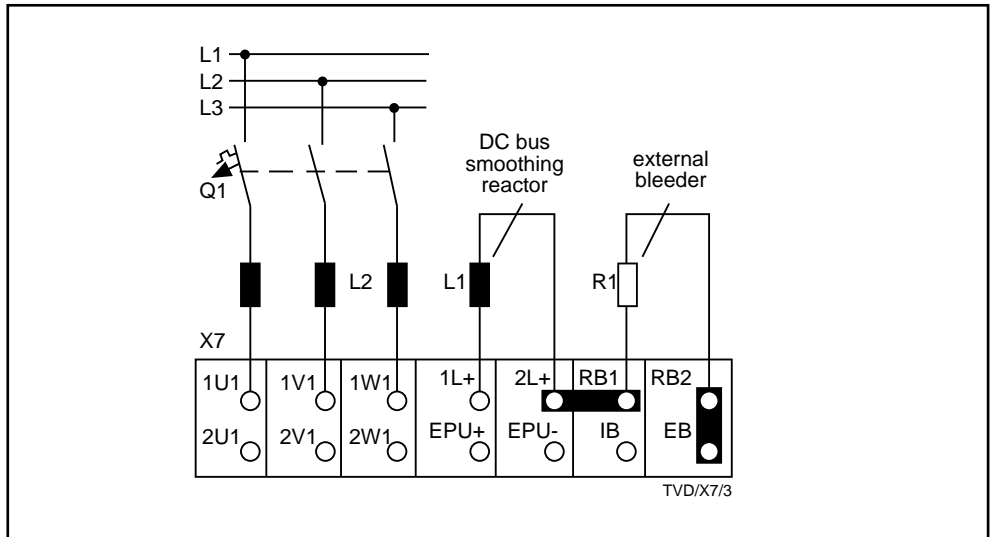 L1
L2
L3
Q1
DC bus
smoothing
reactor
external
bleeder
L2
L1
R1
X7
1U1 1V1 1W1 1L+ 2L+ RB1 RB2
2U1 2V1 2W1 EPU+ EPU- IB EB
TVD/X7/3